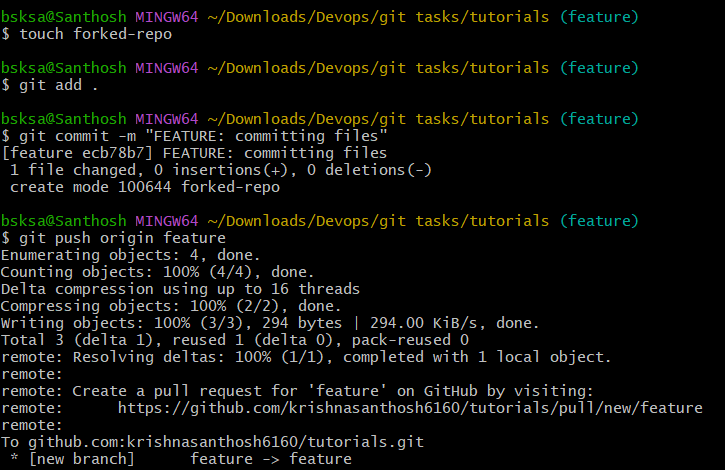 bsksa@Santhosh MINGW64 ~/Downloads/Devops/git tasks/tutorials (feature)
$ touch forked-repo
bsksa@Santhosh MINGW64 ~/Downloads/Devops/git tasks/tutorials (feature)
$ git add .
bsksa@Santhosh MINGW64 ~/Downloads/Devops/git tasks/tutorials (feature)
$ git commit -m "FEATURE: committing files"
[feature ecb78b7] FEATURE: committing files
 1 file changed, 0 insertions(+), 0 deletions(-)
 create mode 100644 forked-repo
bsksa@Santhosh MINGW64 ~/Downloads/Devops/git tasks/tutorials (feature)
$ git push origin feature
Enumerating objects: 4, done.
Counting objects: 100% (4/4), done.
Delta compression using up to 16 threads
Compressing objects: 100% (2/2), done.
Writing objects: 100% (3/3), 294 bytes | 294.00 KiB/s, done.
Total 3 (delta 1), reused 1 (delta 0), pack-reused 0
remote: Resolving deltas: 100% (1/1), completed with 1 local object.
remote:
remote: Create a pull request for 'feature' on GitHub by visiting:
remote:      https://github.com/krishnasanthosh6160/tutorials/pull/new/feature
remote:
To github.com:krishnasanthosh6160/tutorials.git
 * [new branch]      feature -> feature